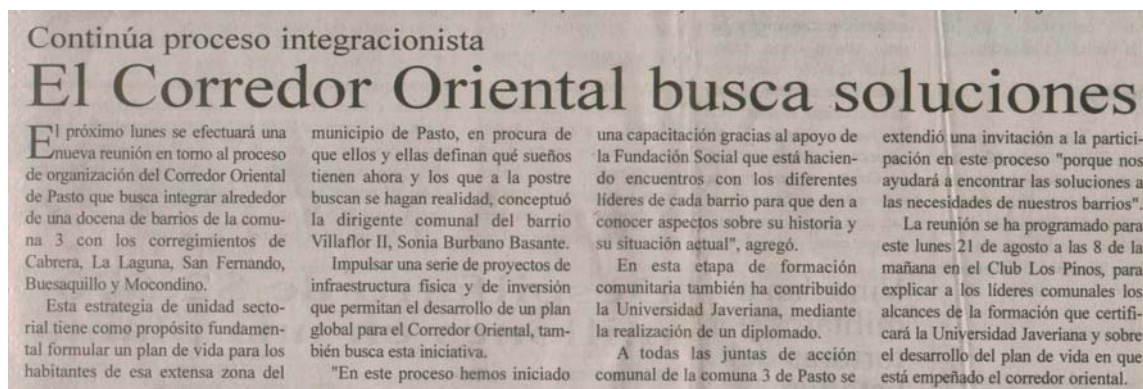 Continúa proceso integracionista
El Corredor Oriental busca soluciones
El próximo lunes se efectuará una
nueva reunión en torno al proceso
de organización del Corredor Oriental
de Pasto que busca integrar alrededor
de una docena de barrios de la comu-
na 3 con los corregimientos de
Cabrera, La Laguna, San Fernando,
Buesaquillo y Mocondino.
Esta estrategia de unidad secto-
rial tiene como propósito fundamen-
tal formular un plan de vida para los
habitantes de esa extensa zona del
municipio de Pasto, en procura de
que ellos y ellas definan qué sueños
tienen ahora y los que a la postre
buscan se hagan realidad, conceptuó
la dirigente comunal del barrio
Villaflor II, Sonia Burbano Basante.
Impulsar una serie de proyectos de
infraestructura física y de inversión
que permitan el desarrollo de un plan
global para el Corredor Oriental, tam-
bién busca esta iniciativa.
"En este proceso hemos iniciado
una capacitación gracias al apoyo de
la Fundación Social que está hacien-
do encuentros con los diferentes
líderes de cada barrio para que den a
conocer aspectos sobre su historia y
su situación actual", agregó.
En esta etapa de formación
comunitaria también ha contribuido
la Universidad Javeriana, mediante
la realización de un diplomado.
A todas las juntas de acción
comunal de la comuna 3 de Pasto se
extendió una invitación a la partici-
pación en este proceso "porque nos
ayudará a encontrar las soluciones a
las necesidades de nuestros barrios".
La reunión se ha programado para
este lunes 21 de agosto a las 8 de la
mañana en el Club Los Pinos, para
explicar a los líderes comunales los
alcances de la formación que certifi-
cará la Universidad Javeriana y sobre
el desarrollo del plan de vida en que
está empeñado el corredor oriental.